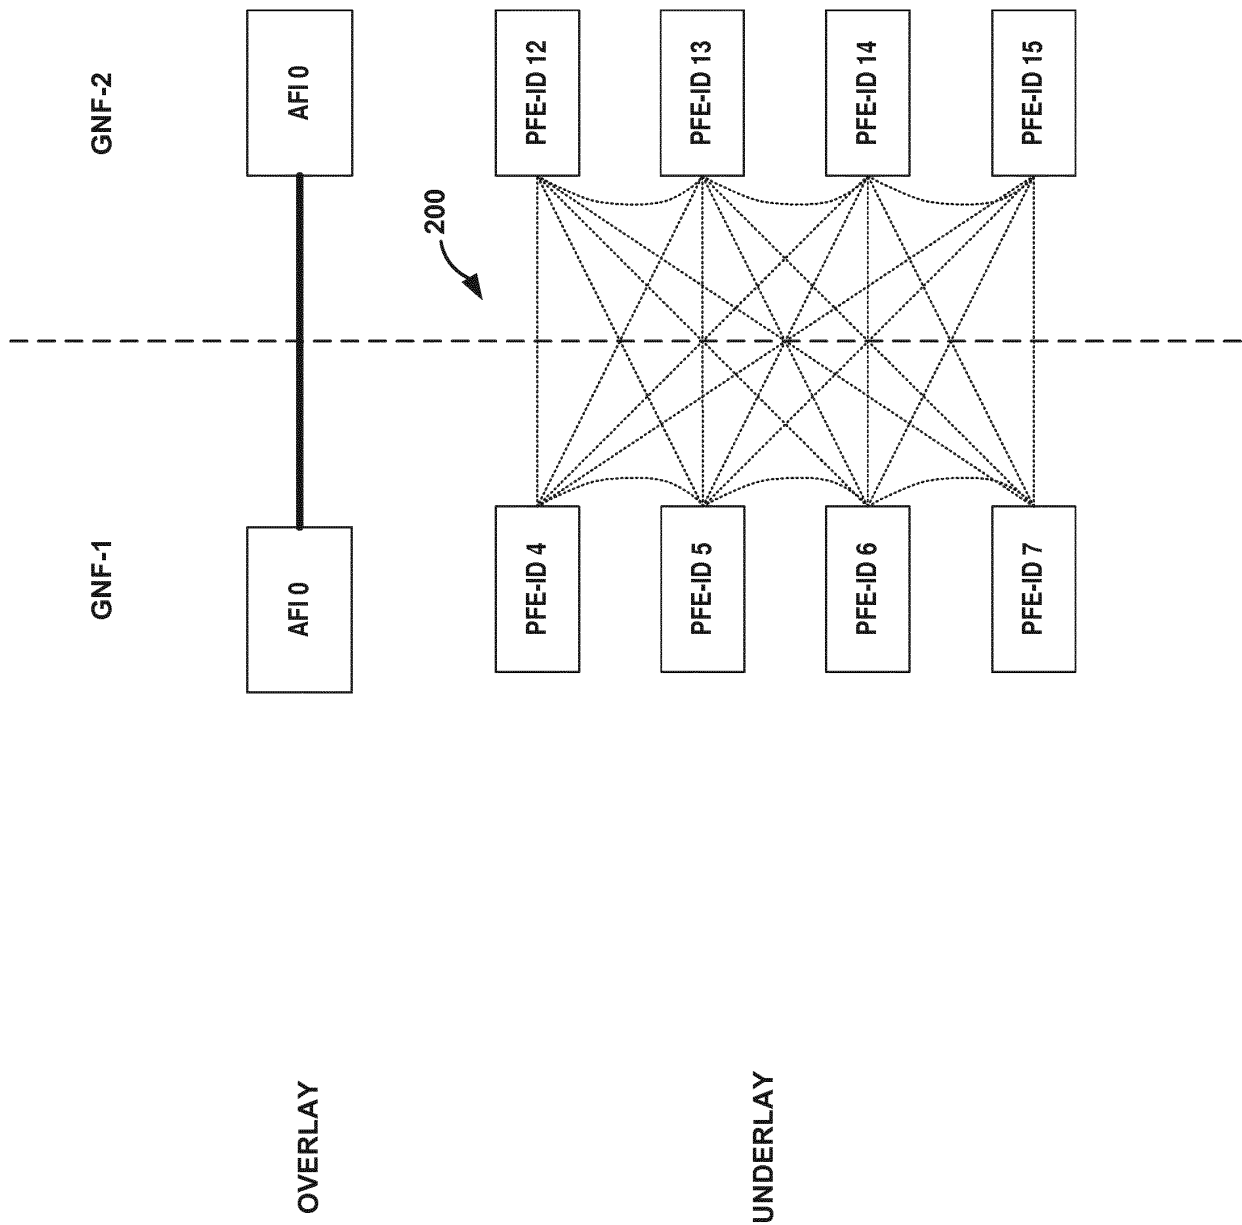 GNF-1
GNF-2
OVERLAY
AFI 0
AFI 0
200
UNDERLAY
PFE-ID 4
PFE-ID 12
PFE-ID 5
PFE-ID 13
PFE-ID 6
PFE-ID 14
PFE-ID 7
PFE-ID 15